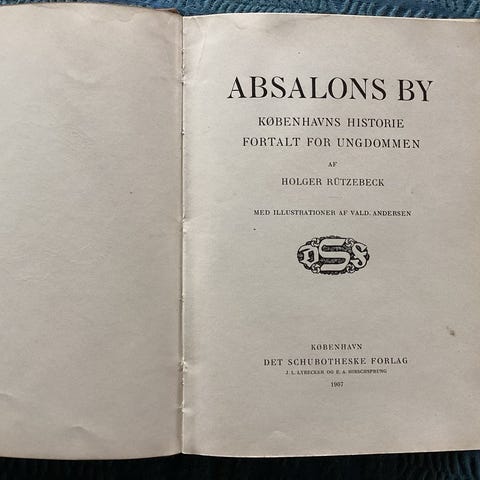 ABSALONS BY
KØBENHAVNS HISTORIE
FORTALT FOR UNGDOMMEN
AF
HOLGER RÜTZEBECK
MED ILLUSTRATIONER AF VALD. ANDERSEN
DSF
KØBENHAVN
DET SCHUBOTHESKE FORLAG
J. L. LYBECKER OG E. A. HIRSCHSPRUNG
1907